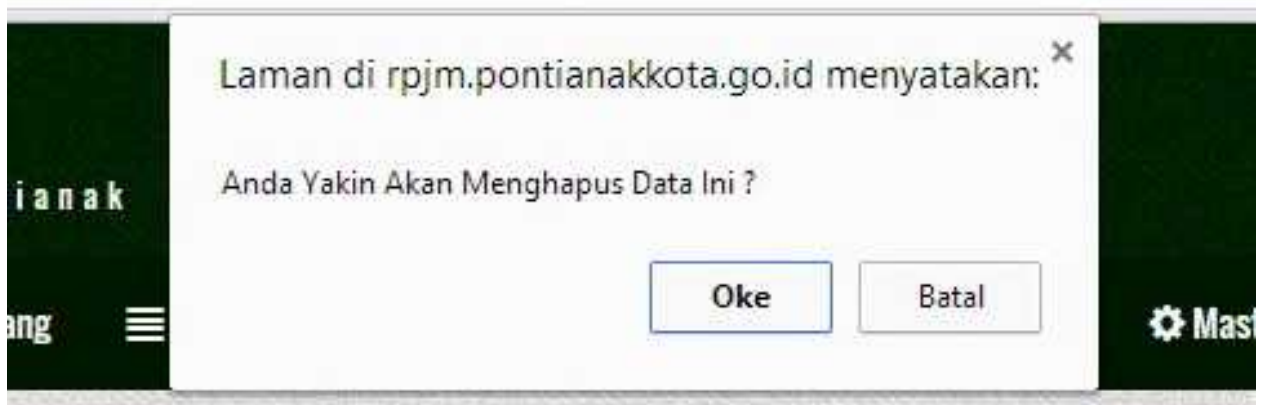 Laman di rpjm.pontianakkota.go.id menyatakan: ×
Anda Yakin Akan Menghapus Data Ini ?
ianak
Oke Batal
ang Mast